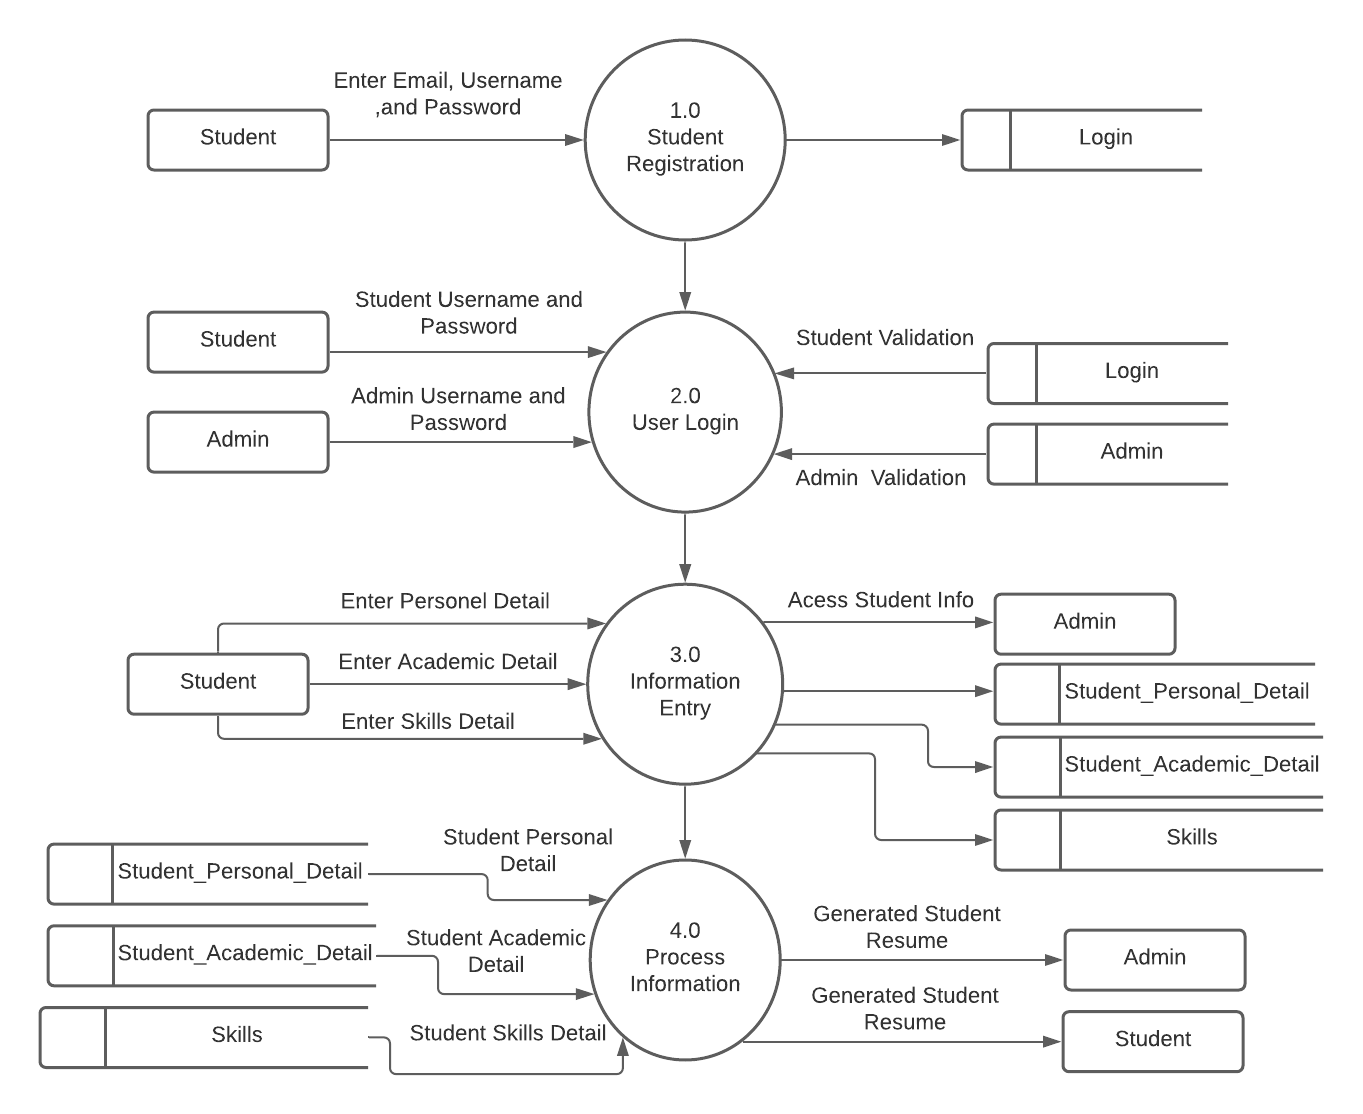 Enter Email, Username
,and Password
Student
1.0
Student
Registration
Login
Student Username and
Password
Student
Admin Username and
Password
Admin
2.0
User Login
Student Validation
Login
Admin
Admin  Validation
Enter Personel Detail
Enter Academic Detail
Student
Enter Skills Detail
3.0
Information
Entry
Acess Student Info
Admin
Student_Personal_Detail
Student_Academic_Detail
Skills
Student Personal
Detail
Student_Personal_Detail
Student Academic
Detail
Student_Academic_Detail
Skills
Student Skills Detail
4.0
Process
Information
Generated Student
Resume
Admin
Generated Student
Resume
Student